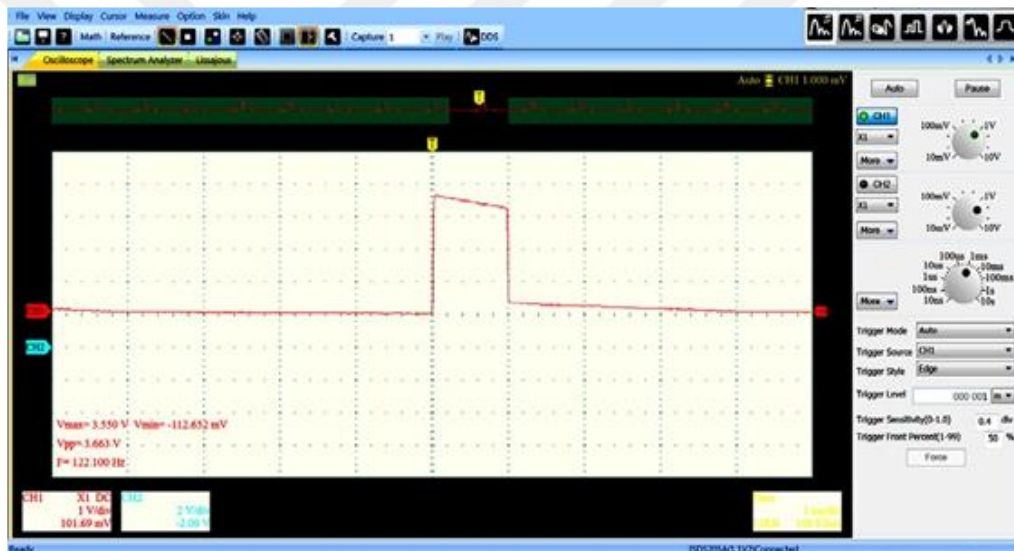 File View Display Cursor Measure Option Skin Help
Math Reference Capture 1 Play DDS
Oscilloscope Spectrum Analyzer Lissajous
Auto CH1 1.000 mV
T
T
Auto Pause
CH1
X1
100mV 1V
10mV 10V
More
CH2
X1
100mV 1V
10mV 10V
More
100us 1ms
10us 10ms
1us 100ms
100ns 1s
10ns 10s
More
Trigger Mode Auto
Trigger Source CH1
Trigger Style Edge
Trigger Level 000 001 m
Trigger Sensitivity(0-1.0) 0.4 div
Trigger Front Percent(1-99) 50 %
Force
CH2
Vmax= 3.550 V Vmin= -112.652 mV
Vpp= 3.663 V
F= 122.100 Hz
CH1 X1 DC
1 V/div
101.69 mV
CH2
2 V/div
-2.00 V
Ready